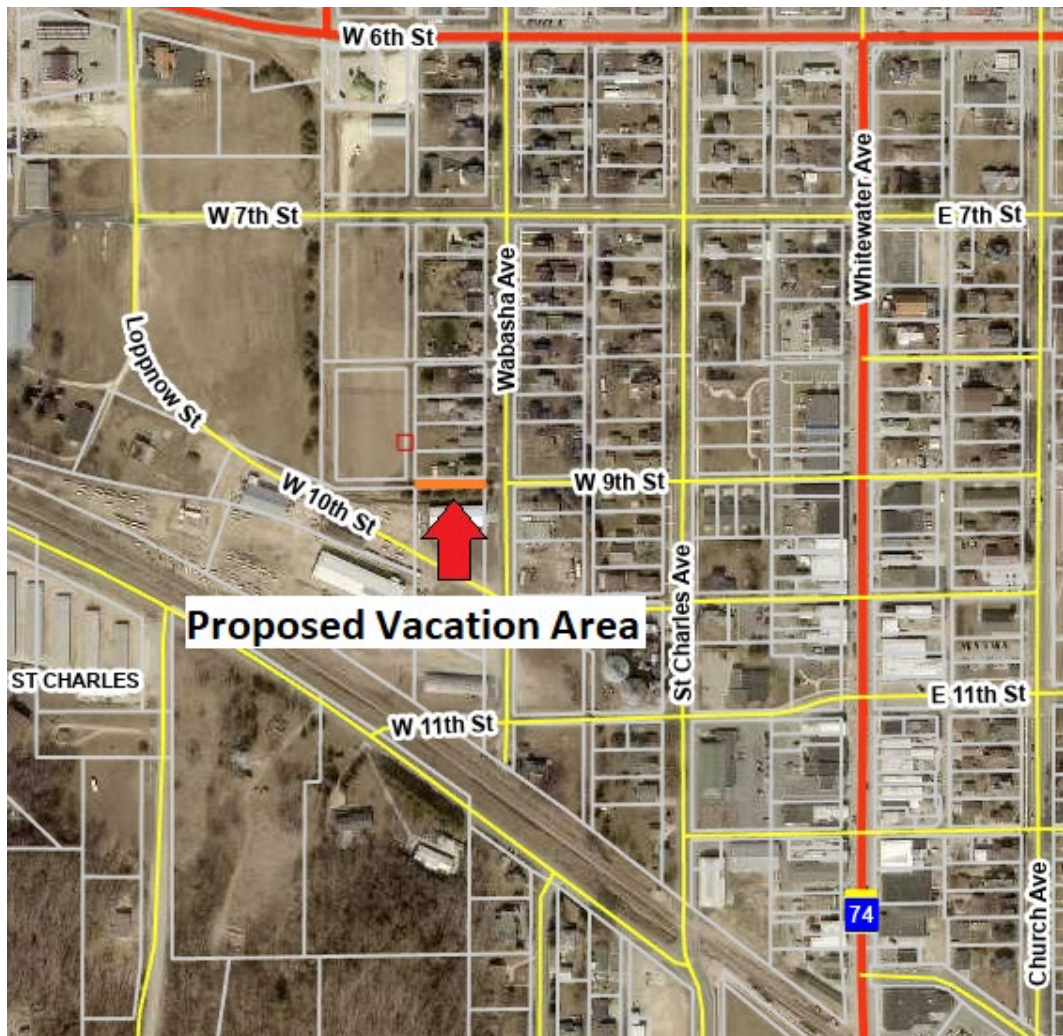 W 6th St
W 7th St
E 7th St
Whitewater Ave
Wabasha Ave
Loppnow St
W 9th St
W 10th St
Proposed Vacation Area
St Charles Ave
ST CHARLES
E 11th St
W 11th St
74
Church Ave